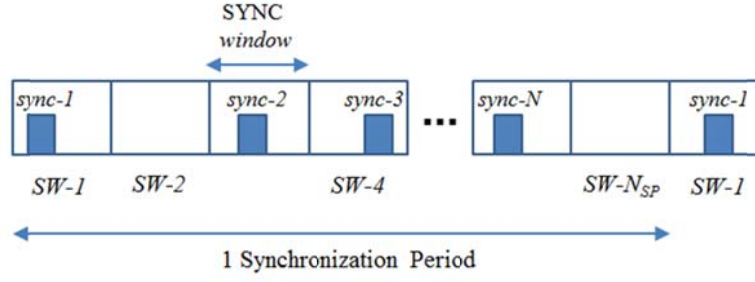 SYNC
window
sync-1 sync-2 sync-3 ... sync-N sync-1
SW-1 SW-2 SW-4 SW-N_SP SW-1
1 Synchronization Period